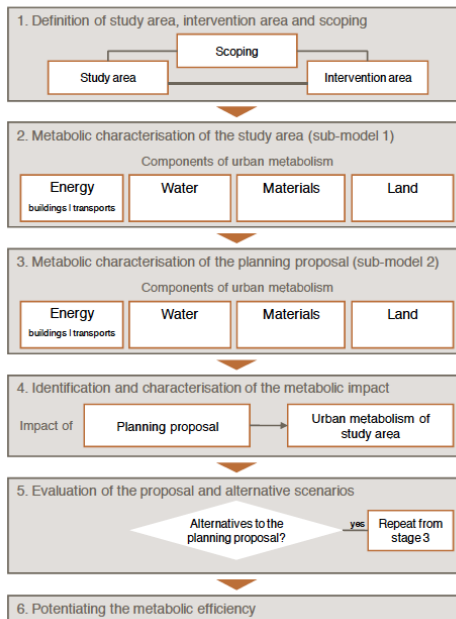 1. Definition of study area, intervention area and scoping
Scoping
Study area
Intervention area
2. Metabolic characterisation of the study area (sub-model 1)
Components of urban metabolism
Energy
buildings | transports
Water
Materials
Land
3. Metabolic characterisation of the planning proposal (sub-model 2)
Components of urban metabolism
Energy
buildings | transports
Water
Materials
Land
4. Identification and characterisation of the metabolic impact
Impact of
Planning proposal
Urban metabolism of
study area
5. Evaluation of the proposal and alternative scenarios
Alternatives to the
planning proposal?
yes
Repeat from
stage 3
6. Potentiating the metabolic efficiency